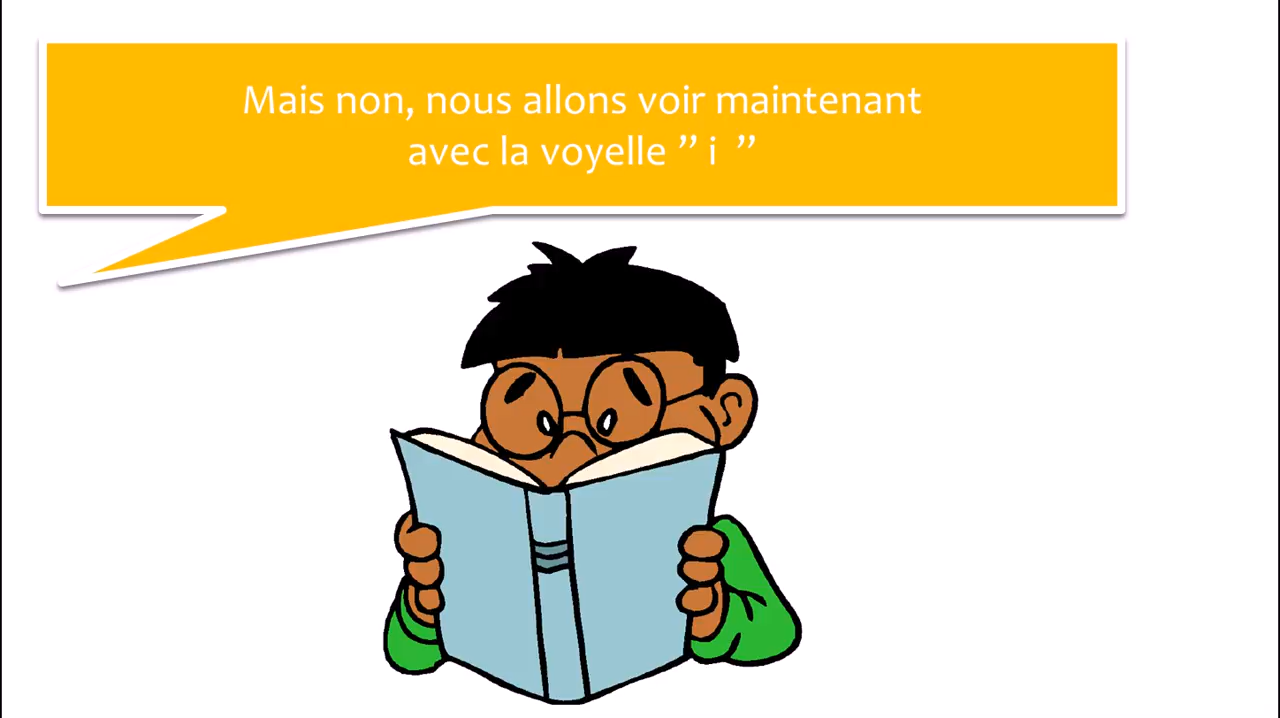 Mais non, nous allons voir maintenant
avec la voyelle ” i ”